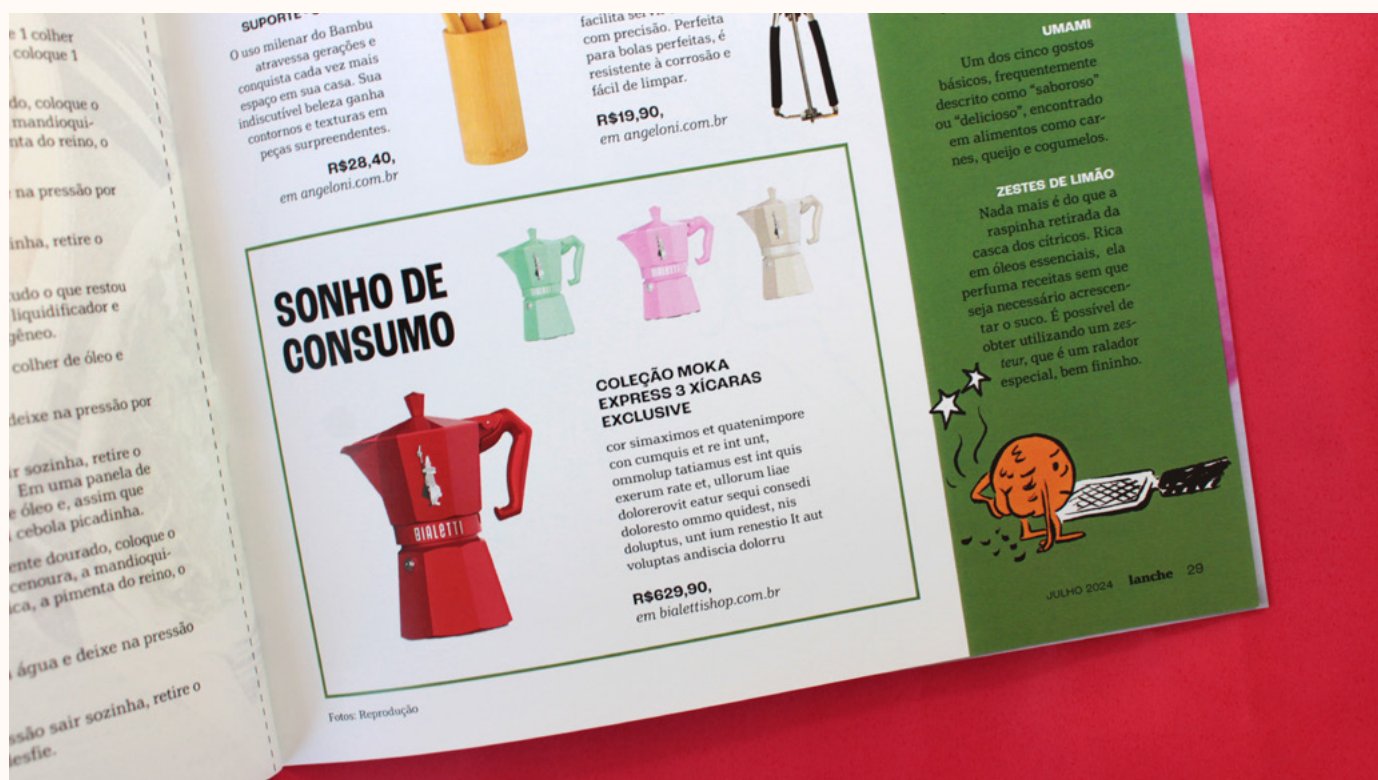 e 1 colher
coloque 1
do, coloque o
mandioqui-
nta do reino, o
na pressão por
inha, retire o
udo o que restou
liquidificador e
gêneo.
colher de óleo e
deixe na pressão por
ir sozinha, retire o
Em uma panela de
e óleo e, assim que
cebola picadinha.
ente dourado, coloque o
cenoura, a mandioqui-
ca, a pimenta do reino, o
água e deixe na pressão
ssão sair sozinha, retire o
esfie.
SUPORTE
O uso milenar do Bambu
atravessa gerações e
conquista cada vez mais
espaço em sua casa. Sua
indiscutível beleza ganha
contornos e texturas em
peças surpreendentes.
R$28,40,
em angeloni.com.br
facilita
com precisão. Perfeita
para bolas perfeitas, é
resistente à corrosão e
fácil de limpar.
R$19,90,
em angeloni.com.br
SONHO DE
CONSUMO
BIALETTI
BIALETTI
COLEÇÃO MOKA
EXPRESS 3 XÍCARAS
EXCLUSIVE
cor simaximos et quatenimpore
con cumquis et re int unt,
ommolup tatiamus est int quis
exerum rate et, ullorum liae
dolorerovit eatur sequi consedi
doloresto ommo quidest, nis
doluptus, unt ium renestio It aut
voluptas andiscia dolorru
R$629,90,
em bialettishop.com.br
Fotos: Reprodução
UMAMI
Um dos cinco gostos
básicos, frequentemente
descrito como “saboroso”
ou “delicioso”, encontrado
em alimentos como car-
nes, queijo e cogumelos.
ZESTES DE LIMÃO
Nada mais é do que a
raspinha retirada da
casca dos cítricos. Rica
em óleos essenciais, ela
perfuma receitas sem que
seja necessário acrescen-
tar o suco. É possível de
obter utilizando um zes-
teur, que é um ralador
especial, bem fininho.
JULHO 2024 lanche 29